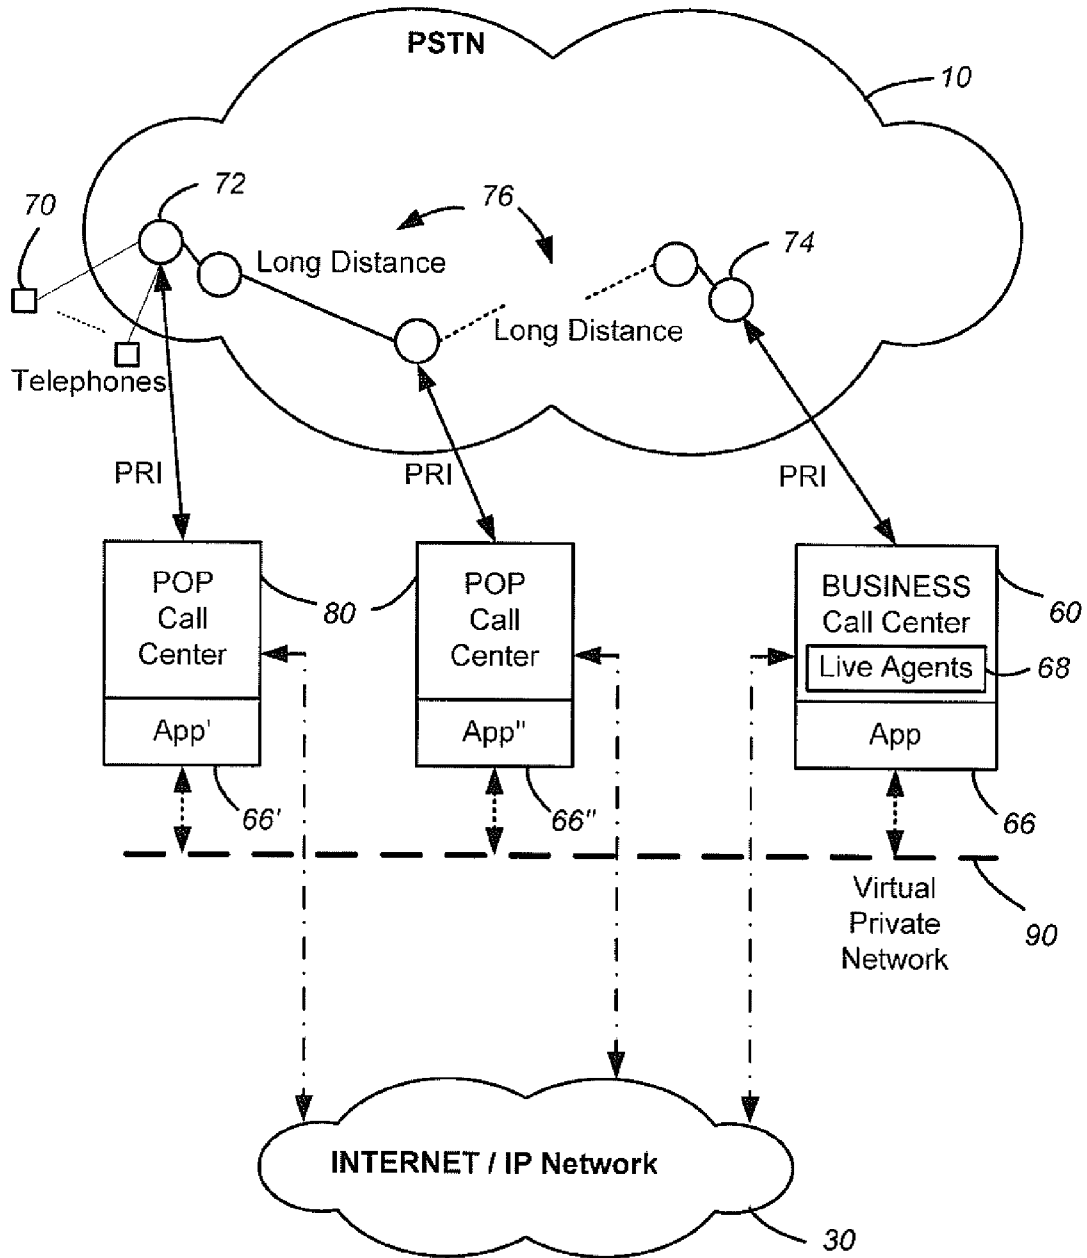 PSTN
10
72
70
76
74
Long Distance
Long Distance
Telephones
PRI
PRI
PRI
POP
Call
Center
App'
80
POP
Call
Center
App"
BUSINESS
Call Center
Live Agents
App
60
68
66'
66"
66
Virtual
Private
Network
90
INTERNET / IP Network
30